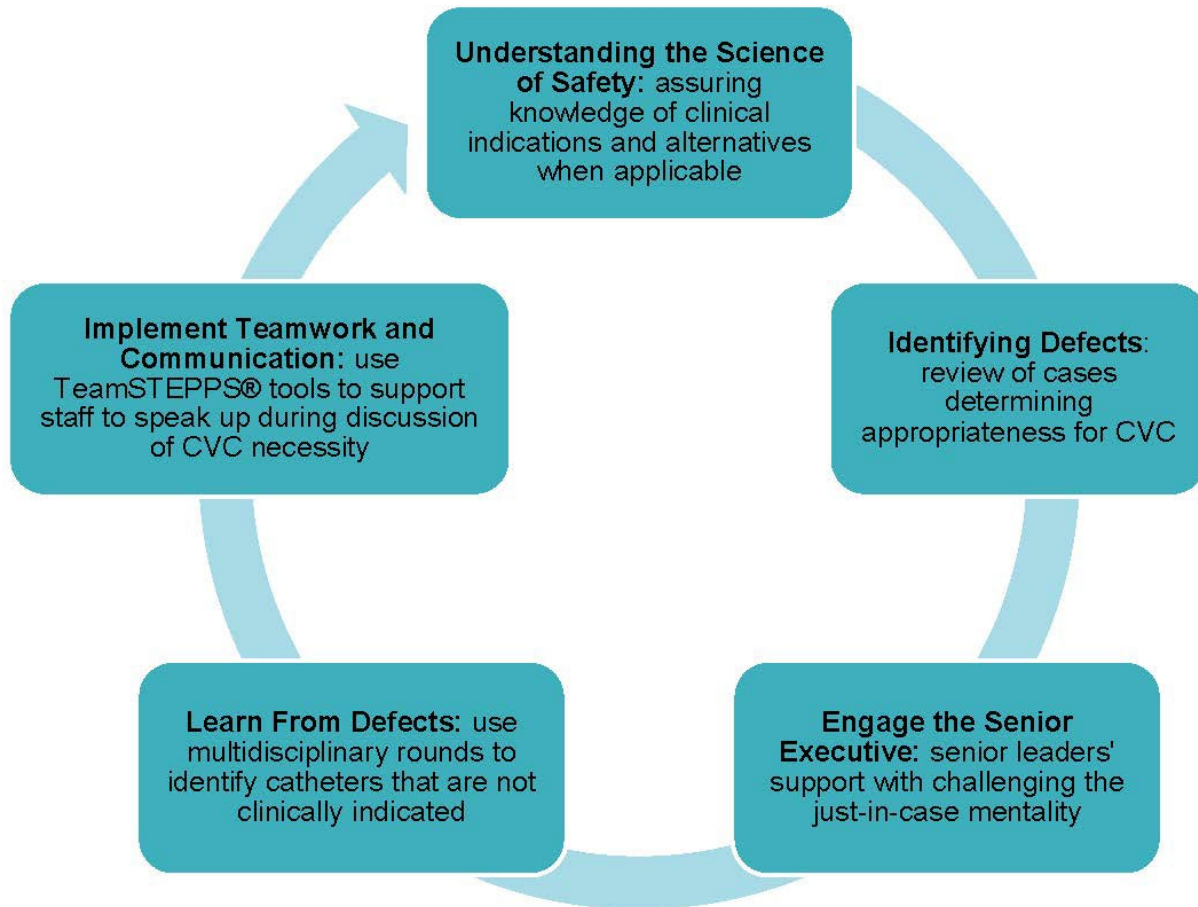 Understanding the Science
of Safety: assuring
knowledge of clinical
indications and alternatives
when applicable
Identifying Defects:
review of cases
determining
appropriateness for CVC
Engage the Senior
Executive: senior leaders'
support with challenging the
just-in-case mentality
Learn From Defects: use
multidisciplinary rounds to
identify catheters that are not
clinically indicated
Implement Teamwork and
Communication: use
TeamSTEPPS® tools to support
staff to speak up during discussion
of CVC necessity